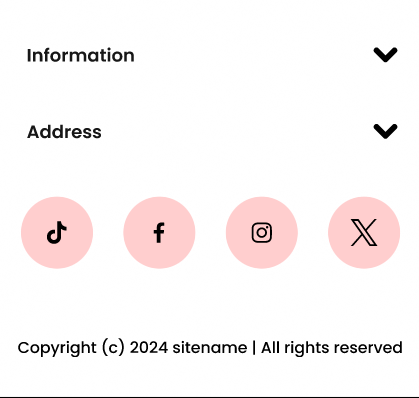 Information
Address
Copyright (c) 2024 sitename | All rights reserved